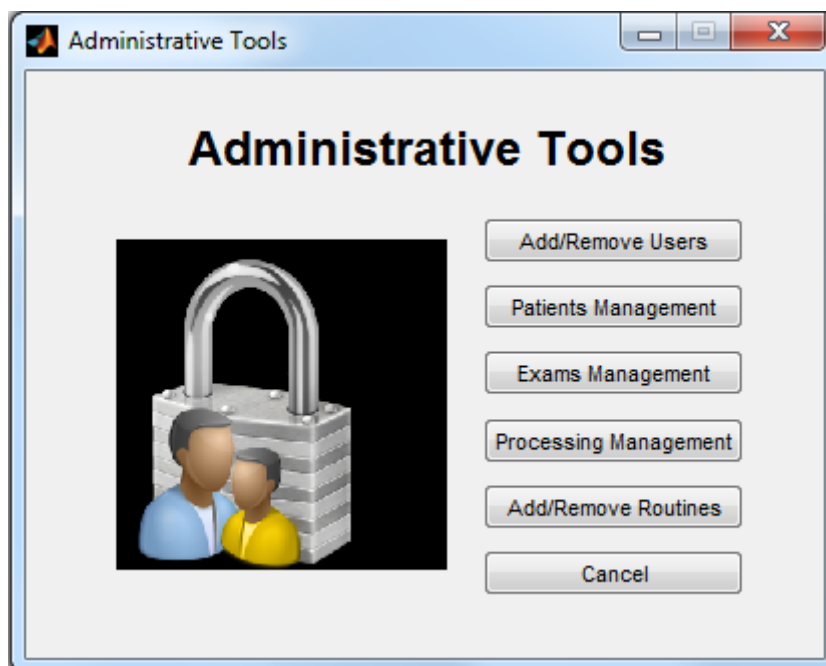 Administrative Tools
Administrative Tools
Add/Remove Users
Patients Management
Exams Management
Processing Management
Add/Remove Routines
Cancel